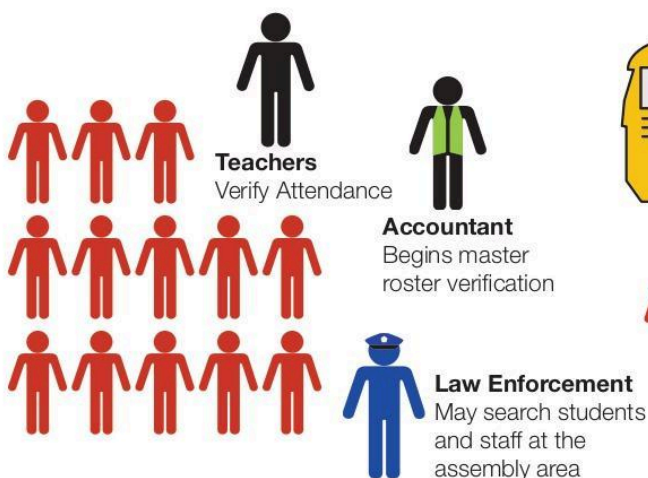 Teachers
Verify Attendance
Accountant
Begins master
roster verification
Law Enforcement
May search students
and staff at the
assembly area